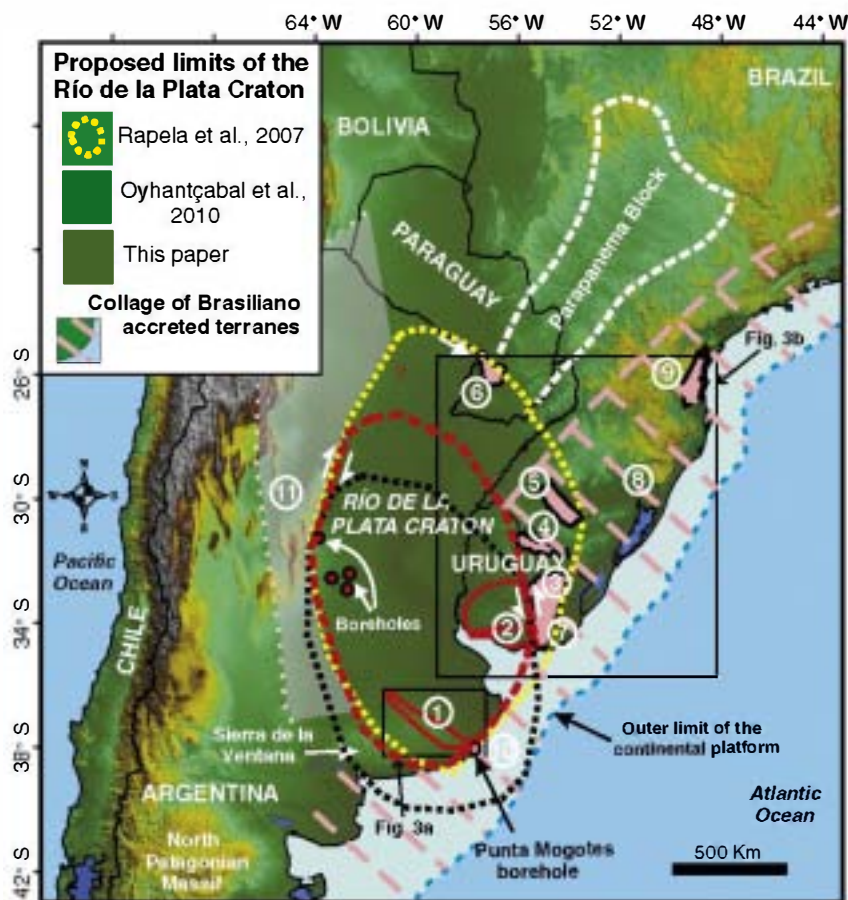 64°W 60°W 56°W 52°W 48°W 44°W
Proposed limits of the
Río de la Plata Craton
Rapela et al., 2007
Oyhantçabal et al.,
2010
This paper
Collage of Brasiliano
accreted terranes
BRAZIL
BOLIVIA
PARAGUAY
Parapanema Block
Fig. 3b
26° S
9
6
11
5
8
30° S
RÍO DE LA
PLATA CRATON
4
Pacific
Ocean
URUGUAY
3
Boreholes
34° S
2
7
CHILE
1
Sierra de la
Ventana
Outer limit of the
continental platform
38° S
ARGENTINA
Atlantic
Ocean
Fig. 3a
Punta Mogotes
borehole
North
Patagonian
Massif
500 Km
42° S